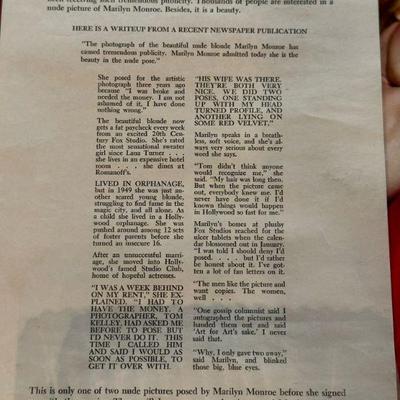 been receiving such tremendous publicity. Thousands of people are interested in a
nude picture of Marilyn Monroe. Besides, it is a beauty.
HERE IS A WRITEUP FROM A RECENT NEWSPAPER PUBLICATION
"The photograph of the beautiful nude blonde Marilyn Monroe has
caused tremendous publicity. Marilyn Monroe admitted today she is the
beauty in the nude pose."
She posed for the artistic
photograph three years ago
because "I was broke and
needed the money. I am not
ashamed of it. I have done
nothing wrong."
The beautiful blonde now
gets a fat paycheck every week
from an excited 20th Cen-
tury Fox Studio. She's rated
the most sensational sweater
girl since Lana Turner . . .
she lives in an expensive hotel
room . . . she dines at
Romanoff's.
LIVED IN ORPHANAGE,
but in 1949 she was just an-
other scared young blonde,
struggling to find fame in the
magic city, and all alone. As
a child she lived in a Holly-
wood orphanage. She was
pushed around among 12 sets
of foster parents before she
turned an insecure 16.
After an unsuccessful marri-
age, she moved into Holly-
wood's famed Studio Club,
home of hopeful actresses.
"I WAS A WEEK BEHIND
ON MY RENT," SHE EX-
PLAINED. "I HAD TO
HAVE THE MONEY. A
PHOTOGRAPHER, TOM
KELLEY, HAD ASKED ME
BEFORE TO POSE BUT
I'D NEVER DO IT. THIS
TIME I CALLED HIM
AND SAID I WOULD AS
SOON AS POSSIBLE, TO
GET IT OVER WITH.
"HIS WIFE WAS THERE.
THEY'RE BOTH VERY
NICE. WE DID TWO
POSES, ONE STANDING
UP WITH MY HEAD
TURNED PROFILE, AND
ANOTHER LYING ON
SOME RED VELVET."
Marilyn speaks in a breath-
less, soft voice, and she's al-
ways very serious about every
word she says.
"Tom didn't think anyone
would recognize me," she
said. "My hair was long then.
But when the picture came
out, everybody knew me. I'd
never have done it if I'd
known things would happen
in Hollywood so fast for me."
Marilyn's bosses at plushy
Fox Studios reached for the
ulcer tablets when the calen-
dar blossomed out in January.
"I was told I should deny I'd
posed. . . . but I'd rather
be honest about it. I've got-
ten a lot of fan letters on it.
"The men like the picture and
want copies. The women,
well . . .
"One gossip columnist said I
autographed the pictures and
handed them out and said
'Art for Art's sake.' I never
said that.
"Why, I only gave two away,"
said Marilyn, and blinked
those big, blue eyes.
This is only one of two nude pictures posed by Marilyn Monroe before she signed